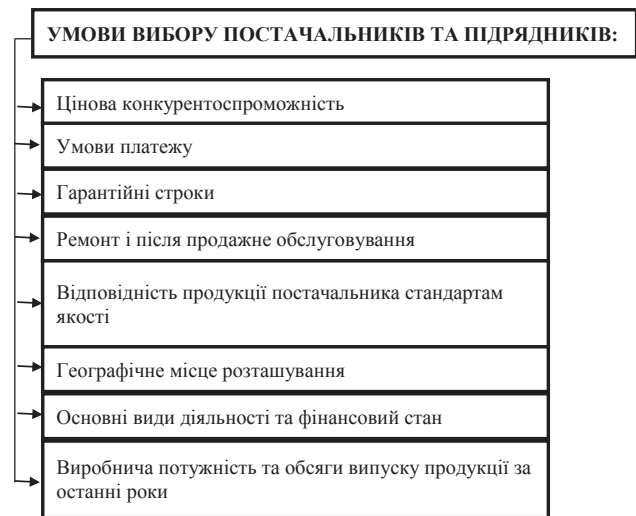 УМОВИ ВИБОРУ ПОСТАЧАЛЬНИКІВ ТА ПІДРЯДНИКІВ:
Цінова конкурентоспроможність
Умови платежу
Гарантійні строки
Ремонт і після продажне обслуговування
Відповідність продукції постачальника стандартам
якості
Географічне місце розташування
Основні види діяльності та фінансовий стан
Виробнича потужність та обсяги випуску продукції за
останні роки